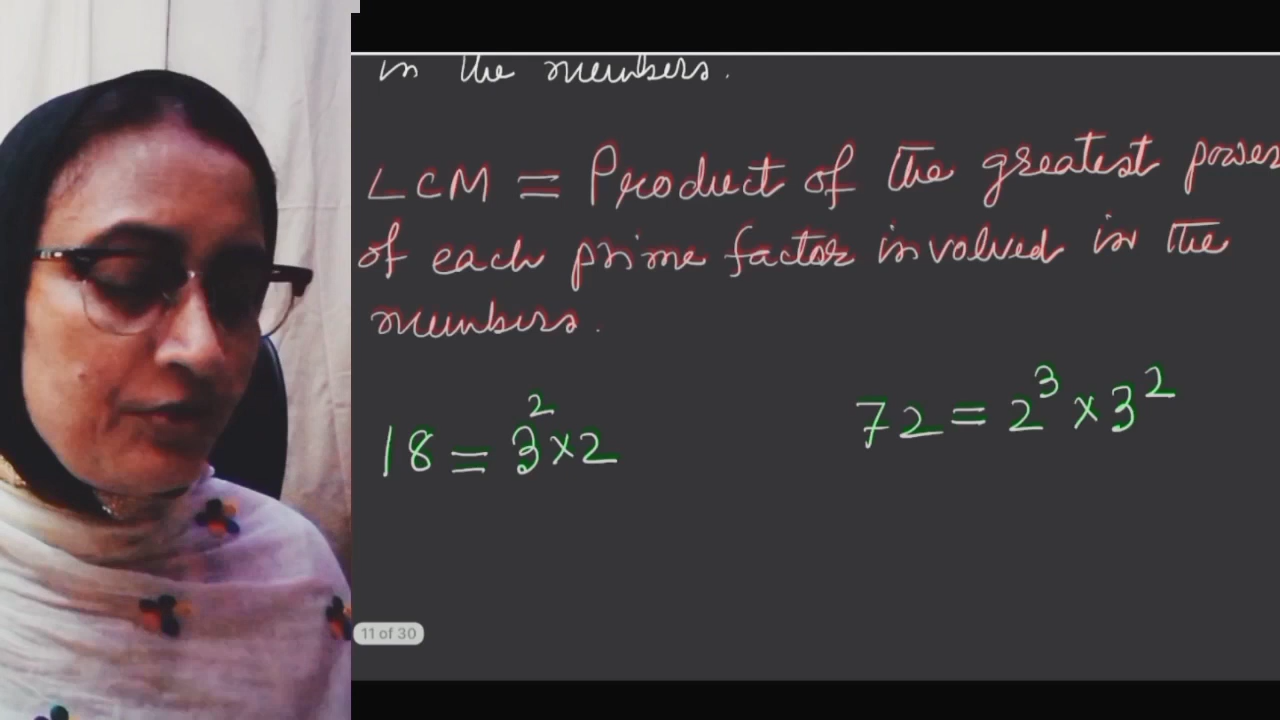 in the numbers.
LCM = Product of the greatest power
of each prime factor involved in the
numbers.
18 = 3² × 2
72 = 2³ × 3²
11 of 30